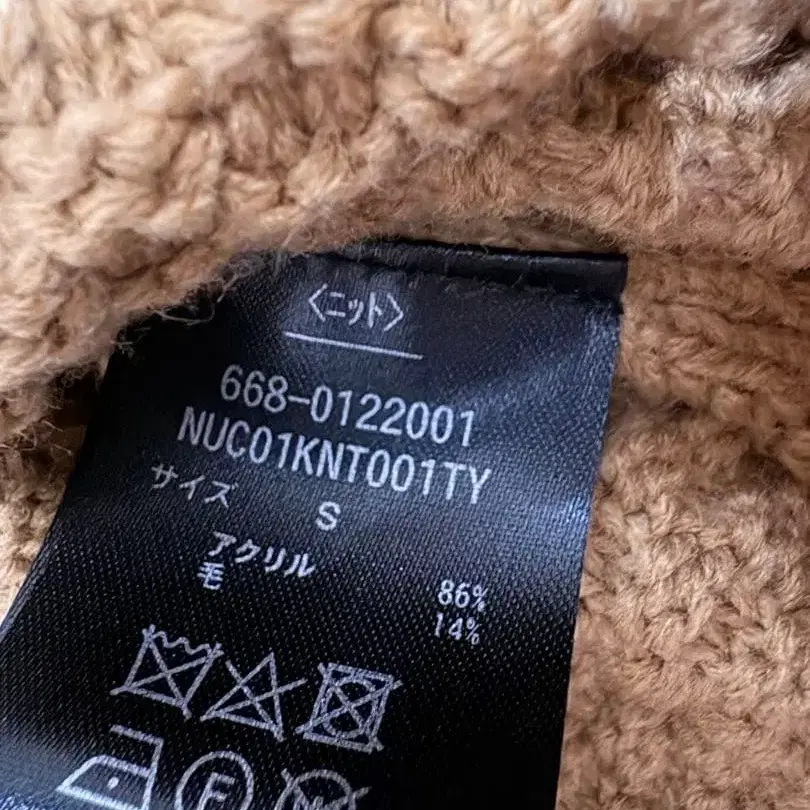 〈ニット〉
668-0122001
NUC01KNT001TY
サイズ S
アクリル 86%
毛 14%
F
W